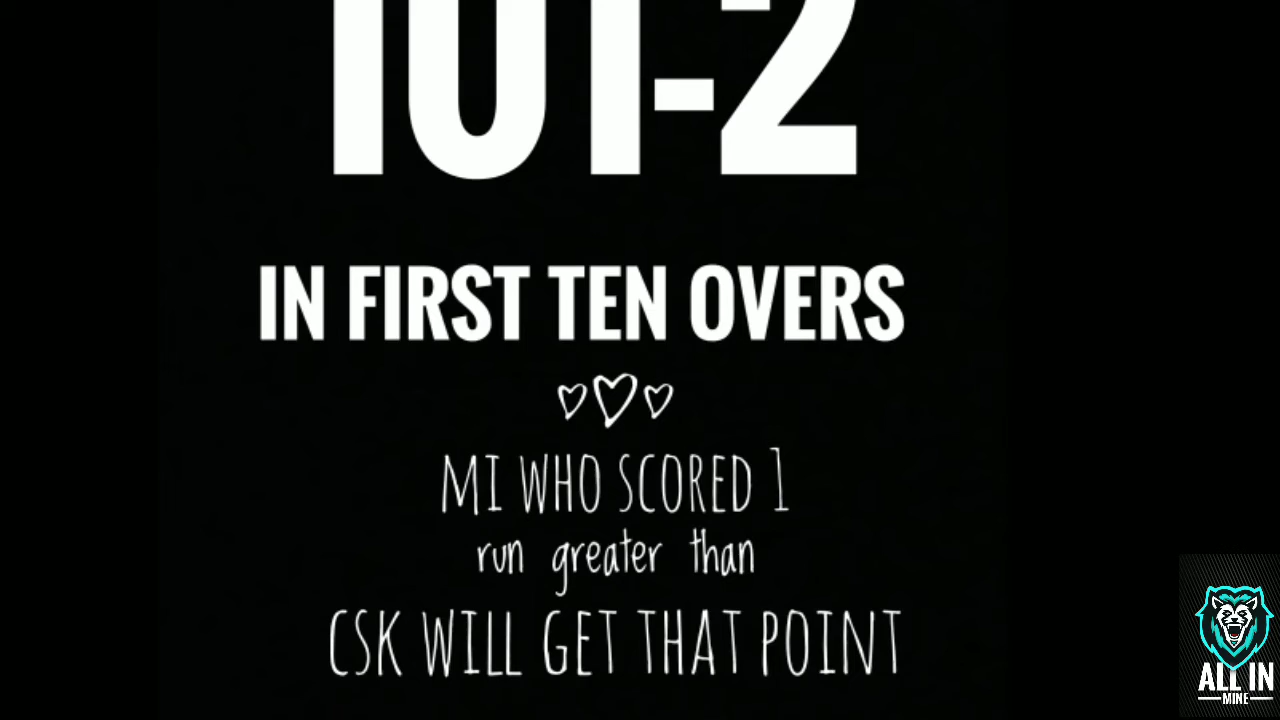 101-2
IN FIRST TEN OVERS
MI WHO SCORED 1
run greater than
CSK WILL GET THAT POINT
ALL IN
MINE